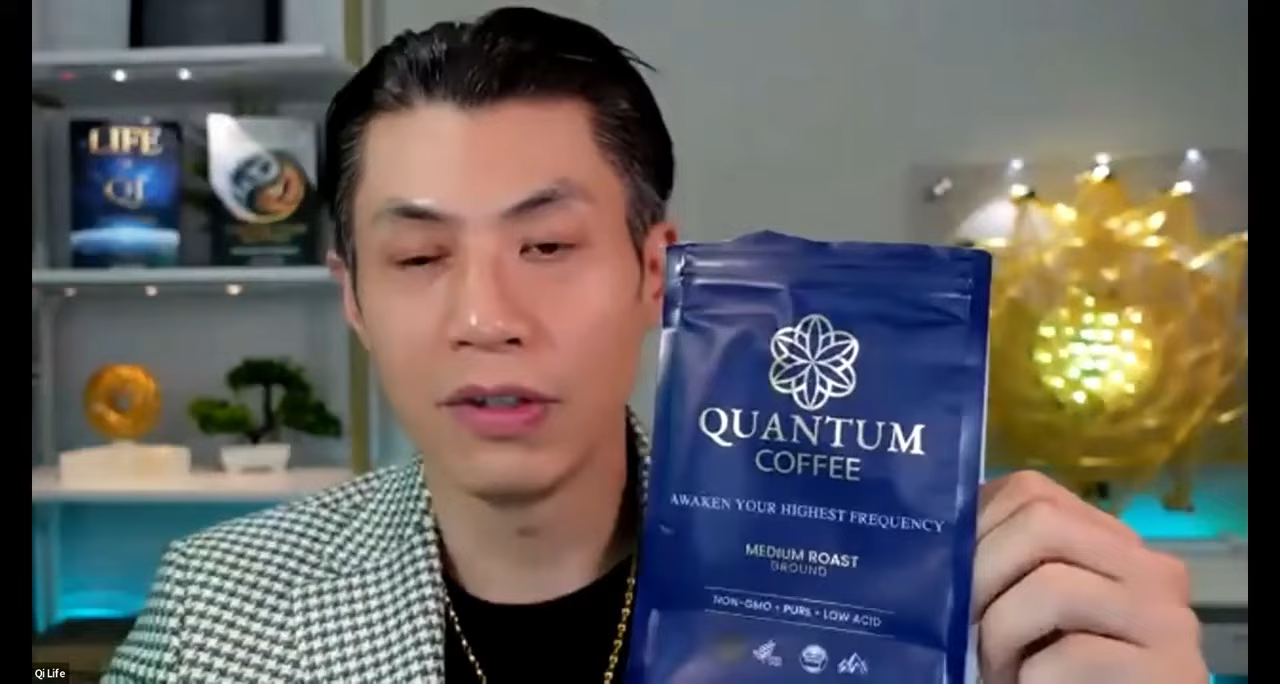 LIFE
QI
QUANTUM
COFFEE
AWAKEN YOUR HIGHEST FREQUENCY
MEDIUM ROAST
GROUND
NON-GMO • PURE • LOW ACID
Qi Life